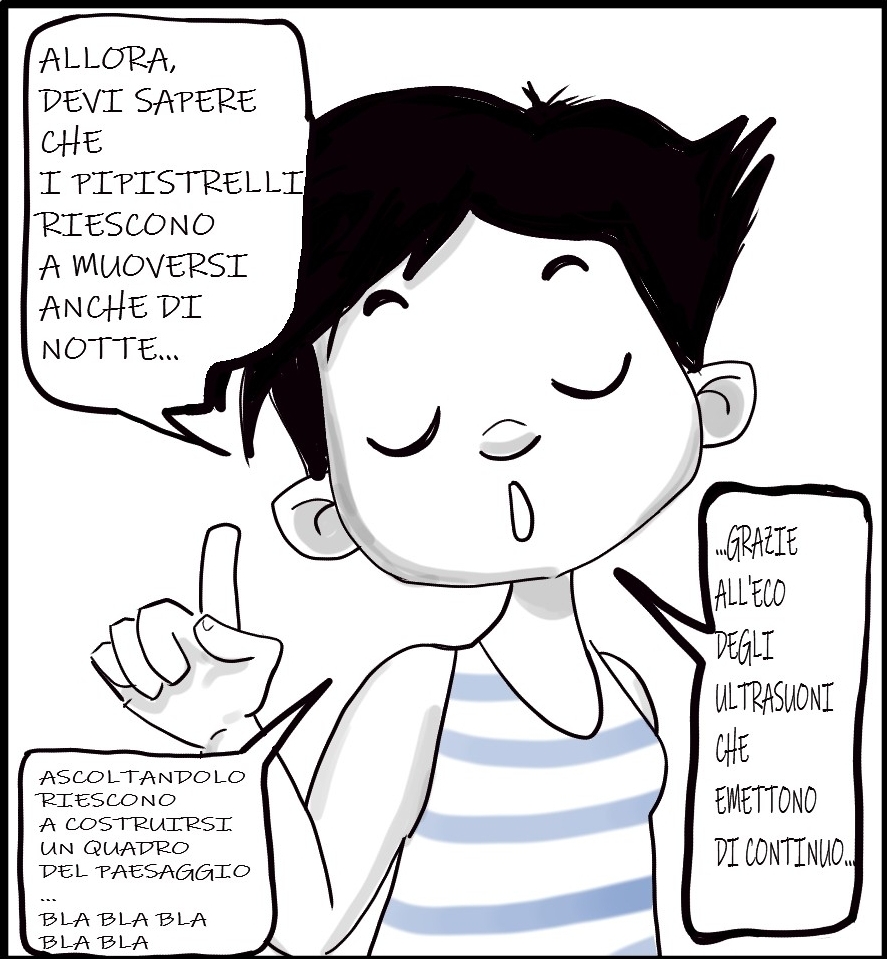 ALLORA,
DEVI SAPERE
CHE
I PIPISTRELLI
RIESCONO
A MUOVERSI
ANCHE DI
NOTTE...
...GRAZIE
ALL'ECO
DEGLI
ULTRASUONI
CHE
EMETTONO
DI CONTINUO...
ASCOLTANDOLO
RIESCONO
A COSTRUIRSI
UN QUADRO
DEL PAESAGGIO
...
BLA BLA BLA
BLA BLA